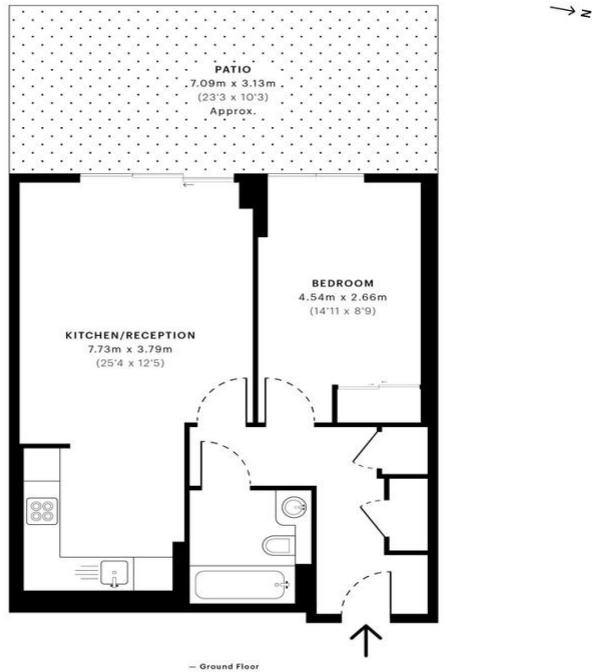 N
PATIO
7.09m x 3.13m
(23'3 x 10'3)
Approx.
BEDROOM
4.54m x 2.66m
(14'11 x 8'9)
KITCHEN/RECEPTION
7.73m x 3.79m
(25'4 x 12'5)
— Ground Floor